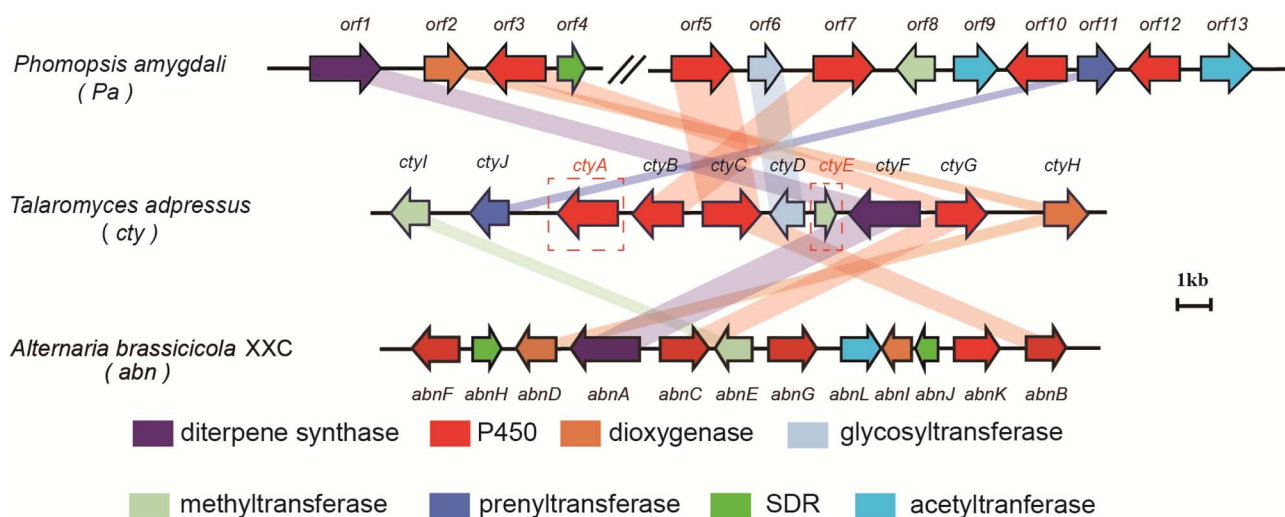 orf1 orf2 orf3 orf4 orf5 orf6 orf7 orf8 orf9 orf10 orf11 orf12 orf13
Phomopsis amygdali
( Pa )
ctyI ctyJ ctyA ctyB ctyC ctyD ctyE ctyF ctyG ctyH
Talaromyces adpressus
( cty )
1kb
Alternaria brassicicola XXC
( abn )
abnF abnH abnD abnA abnC abnE abnG abnL abnI abnJ abnK abnB
diterpene synthase P450 dioxygenase glycosyltransferase
methyltransferase prenyltransferase SDR acetyltranferase